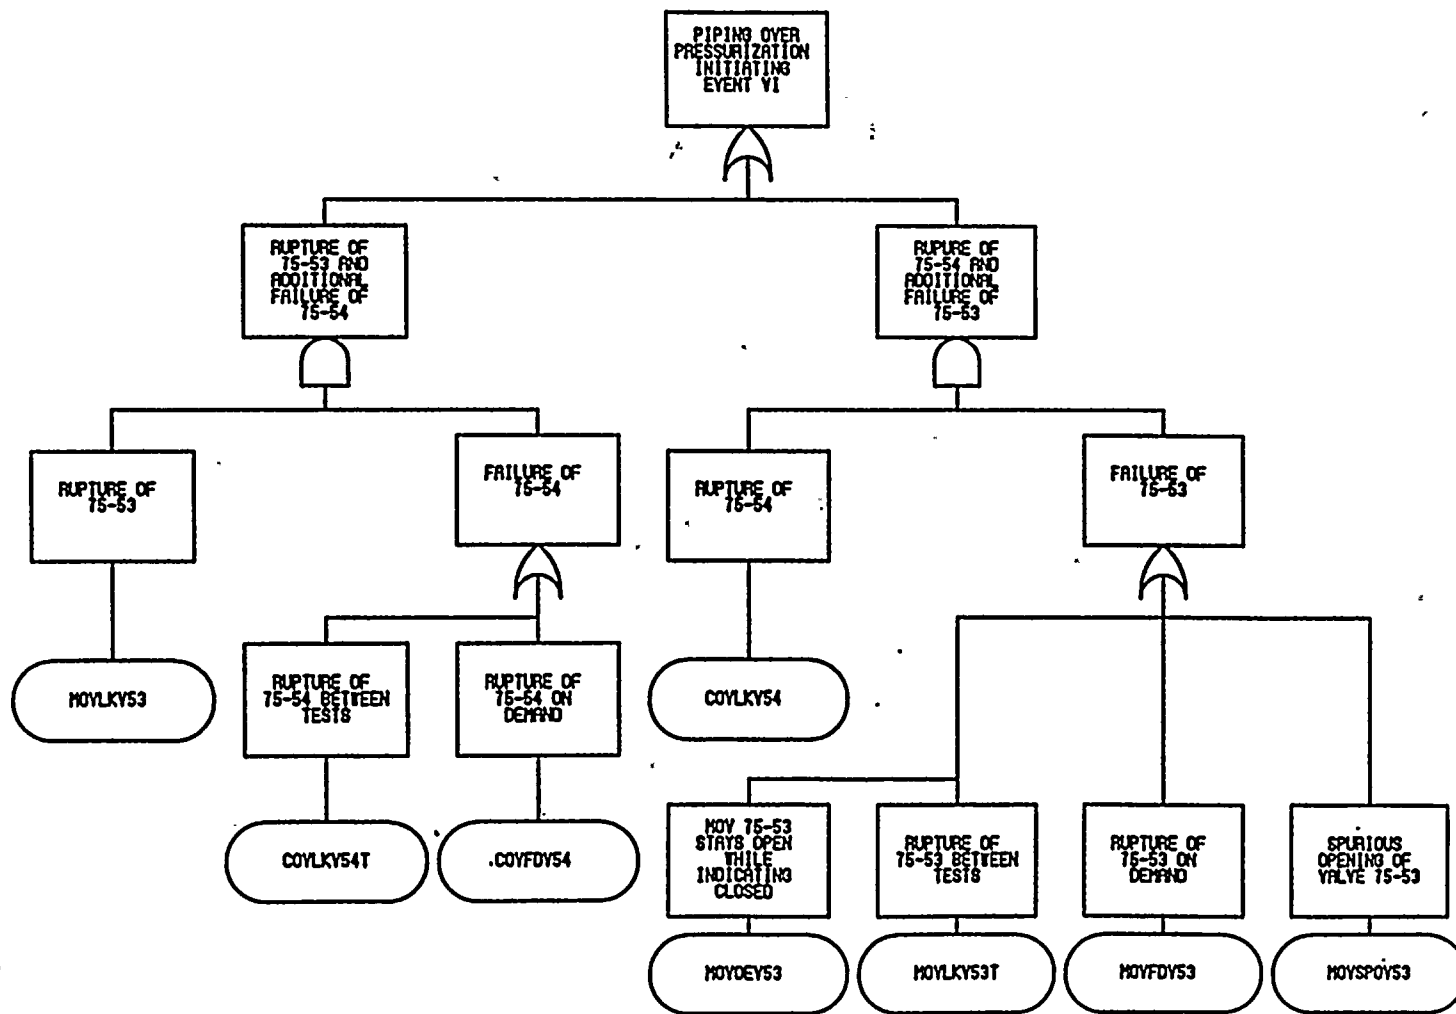 PIPING OVER
PRESSURIZATION
INITIATING
EVENT VI
RUPTURE OF
75-53 AND
ADDITIONAL
FAILURE OF
75-54
RUPURE OF
75-54 AND
ADDITIONAL
FAILURE OF
75-53
RUPTURE OF
75-53
FAILURE OF
75-54
RUPTURE OF
75-54
FAILURE OF
75-53
MOVLKV53
RUPTURE OF
75-54 BETWEEN
TESTS
RUPTURE OF
75-54 ON
DEMAND
COVLKV54
COVLKV54T
COVFDV54
MOV 75-53
STAYS OPEN
WHILE
INDICATING
CLOSED
RUPTURE OF
75-53 BETWEEN
TESTS
RUPTURE OF
75-53 ON
DEMAND
SPURIOUS
OPENING OF
VALVE 75-53
MOVOEV53
MOVLKV53T
MOVFDV53
MOVSPOV53